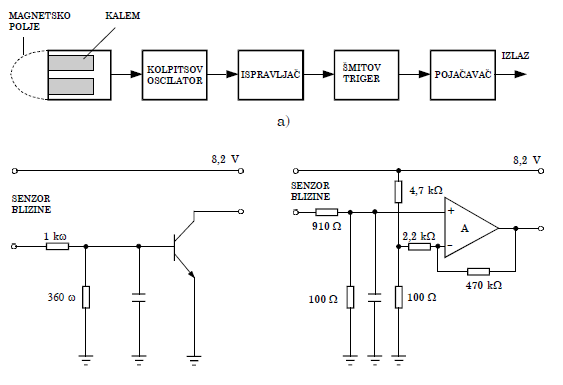 MAGNETSKO
POLJE
KALEM
KOLPITSOV
OSCILATOR
ISPRAVLJAČ
ŠMITOV
TRIGER
POJAČAVAČ
IZLAZ
a)
8,2 V
SENZOR
BLIZINE
1 kω
360 ω
8,2 V
SENZOR
BLIZINE
4,7 kΩ
910 Ω
2,2 kΩ
+
A
−
470 kΩ
100 Ω
100 Ω